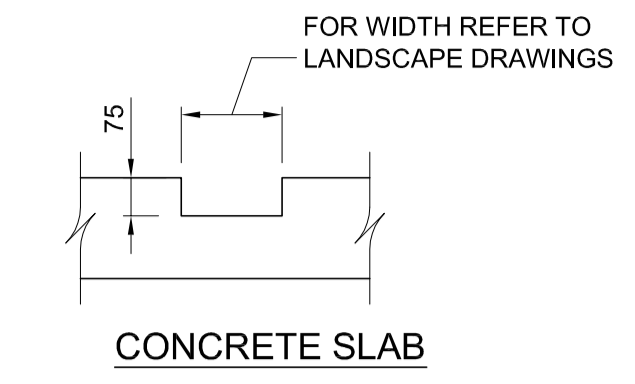 FOR WIDTH REFER TO
LANDSCAPE DRAWINGS
75
CONCRETE SLAB